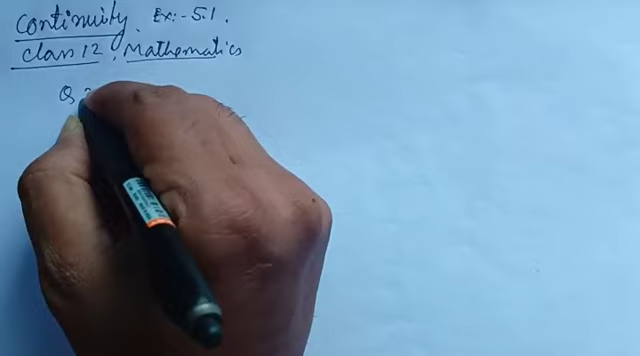 Continuity. Ex:- 5.1.
Class 12, Mathematics
Q